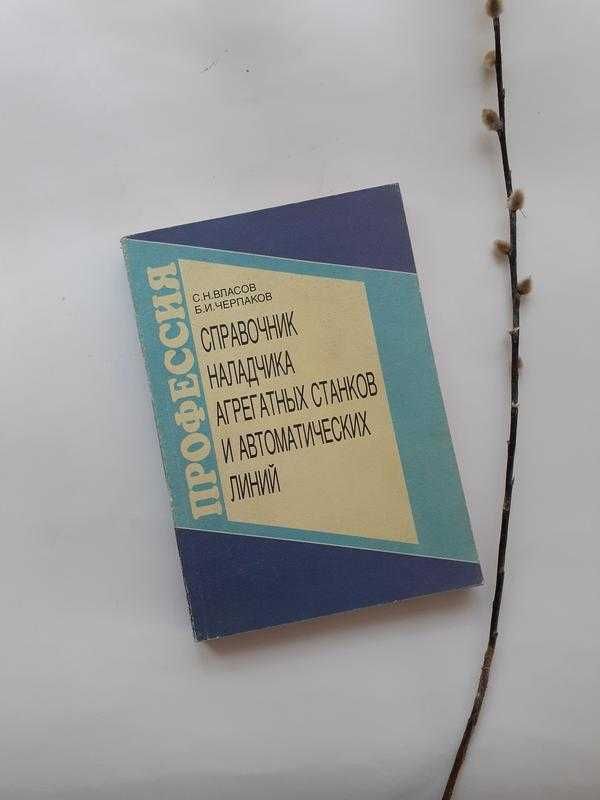 ПРОФЕССИЯ
С.Н.ВЛАСОВ
Б.И.ЧЕРПАКОВ
СПРАВОЧНИК
НАЛАДЧИКА
АГРЕГАТНЫХ СТАНКОВ
И АВТОМАТИЧЕСКИХ
ЛИНИЙ